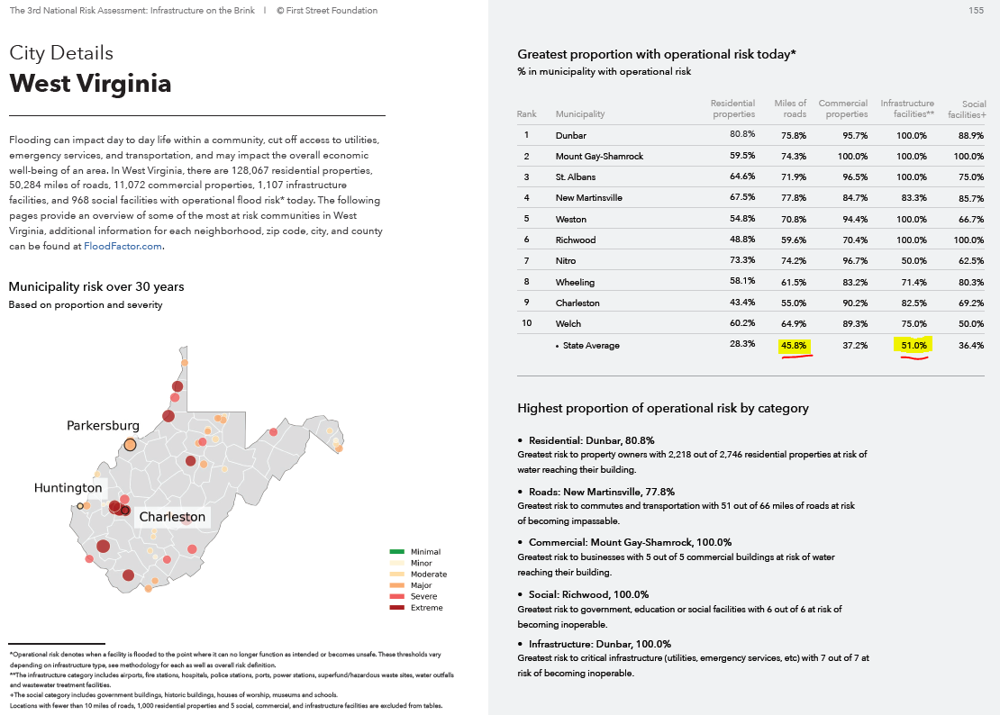 The 3rd National Risk Assessment: Infrastructure on the Brink | © First Street Foundation
155
City Details
West Virginia
Flooding can impact day to day life within a community, cut off access to utilities,
emergency services, and transportation, and may impact the overall economic
well-being of an area. In West Virginia, there are 128,067 residential properties,
50,284 miles of roads, 11,072 commercial properties, 1,107 infrastructure
facilities, and 968 social facilities with operational flood risk* today. The following
pages provide an overview of some of the most at risk communities in West
Virginia, additional information for each neighborhood, zip code, city, and county
can be found at FloodFactor.com.
Municipality risk over 30 years
Based on proportion and severity
Parkersburg
Huntington
Charleston
Minimal
Minor
Moderate
Major
Severe
Extreme
*Operational risk denotes when a facility is flooded to the point where it can no longer function as intended or becomes unsafe. These thresholds vary
depending on infrastructure type, see methodology for each as well as overall risk definition.
**The infrastructure category includes airports, fire stations, hospitals, police stations, ports, power stations, superfund/hazardous waste sites, water outfalls
and wastewater treatment facilities.
+The social category includes government buildings, historic buildings, houses of worship, museums and schools.
Locations with fewer than 10 miles of roads, 1,000 residential properties and 5 social, commercial, and infrastructure facilities are excluded from tables.
Greatest proportion with operational risk today*
% in municipality with operational risk
Rank Municipality Residential properties Miles of roads Commercial properties Infrastructure facilities** Social facilities+
1 Dunbar 80.8% 75.8% 95.7% 100.0% 88.9%
2 Mount Gay-Shamrock 59.5% 74.3% 100.0% 100.0% 100.0%
3 St. Albans 64.6% 71.9% 96.5% 100.0% 75.0%
4 New Martinsville 67.5% 77.8% 84.7% 83.3% 85.7%
5 Weston 54.8% 70.8% 94.4% 100.0% 66.7%
6 Richwood 48.8% 59.6% 70.4% 100.0% 100.0%
7 Nitro 73.3% 74.2% 96.7% 50.0% 62.5%
8 Wheeling 58.1% 61.5% 83.2% 71.4% 80.3%
9 Charleston 43.4% 55.0% 90.2% 82.5% 69.2%
10 Welch 60.2% 64.9% 89.3% 75.0% 50.0%
• State Average 28.3% 45.8% 37.2% 51.0% 36.4%
Highest proportion of operational risk by category
• Residential: Dunbar, 80.8%
Greatest risk to property owners with 2,218 out of 2,746 residential properties at risk of
water reaching their building.
• Roads: New Martinsville, 77.8%
Greatest risk to commutes and transportation with 51 out of 66 miles of roads at risk
of becoming impassable.
• Commercial: Mount Gay-Shamrock, 100.0%
Greatest risk to businesses with 5 out of 5 commercial buildings at risk of water
reaching their building.
• Social: Richwood, 100.0%
Greatest risk to government, education or social facilities with 6 out of 6 at risk of
becoming inoperable.
• Infrastructure: Dunbar, 100.0%
Greatest risk to critical infrastructure (utilities, emergency services, etc) with 7 out of 7 at
risk of becoming inoperable.